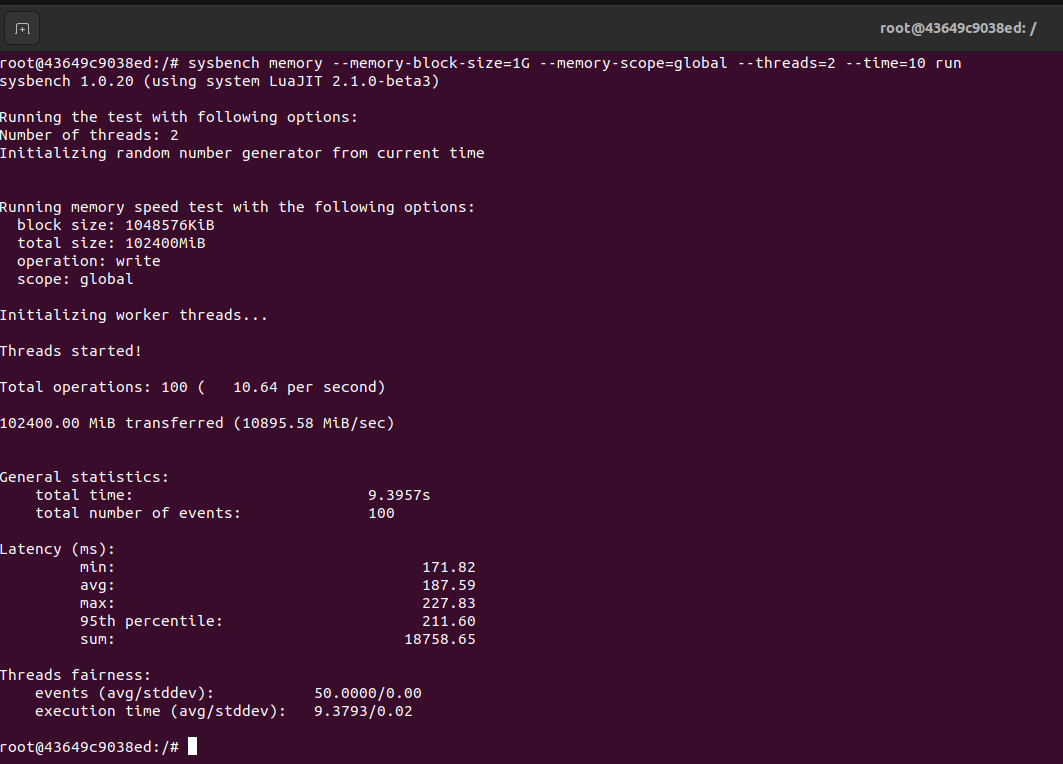 root@43649c9038ed: /
root@43649c9038ed:/# sysbench memory --memory-block-size=1G --memory-scope=global --threads=2 --time=10 run
sysbench 1.0.20 (using system LuaJIT 2.1.0-beta3)
Running the test with following options:
Number of threads: 2
Initializing random number generator from current time
Running memory speed test with the following options:
block size: 1048576KiB
total size: 102400MiB
operation: write
scope: global
Initializing worker threads...
Threads started!
Total operations: 100 (   10.64 per second)
102400.00 MiB transferred (10895.58 MiB/sec)
General statistics:
total time: 9.3957s
total number of events: 100
Latency (ms):
min: 171.82
avg: 187.59
max: 227.83
95th percentile: 211.60
sum: 18758.65
Threads fairness:
events (avg/stddev): 50.0000/0.00
execution time (avg/stddev): 9.3793/0.02
root@43649c9038ed:/#